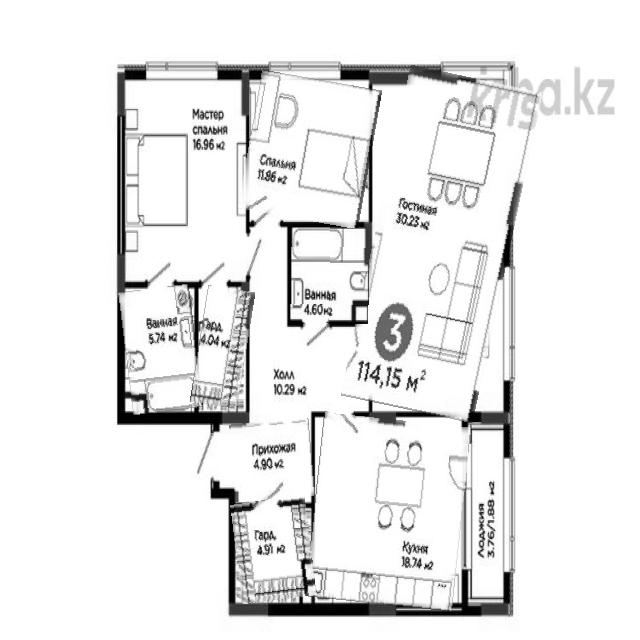 krisha.kz
Мастер
спальня
16.96 м2
Спальня
11.86 м2
Гостиная
30.23 м2
Ванная
4.60 м2
Ванная
5.74 м2
Гард.
4.04 м2
3
114,15 м2
Холл
10.29 м2
Прихожая
4.90 м2
Гард.
4.91 м2
Кухня
18.74 м2
Лоджия
3.76/1.88 м2